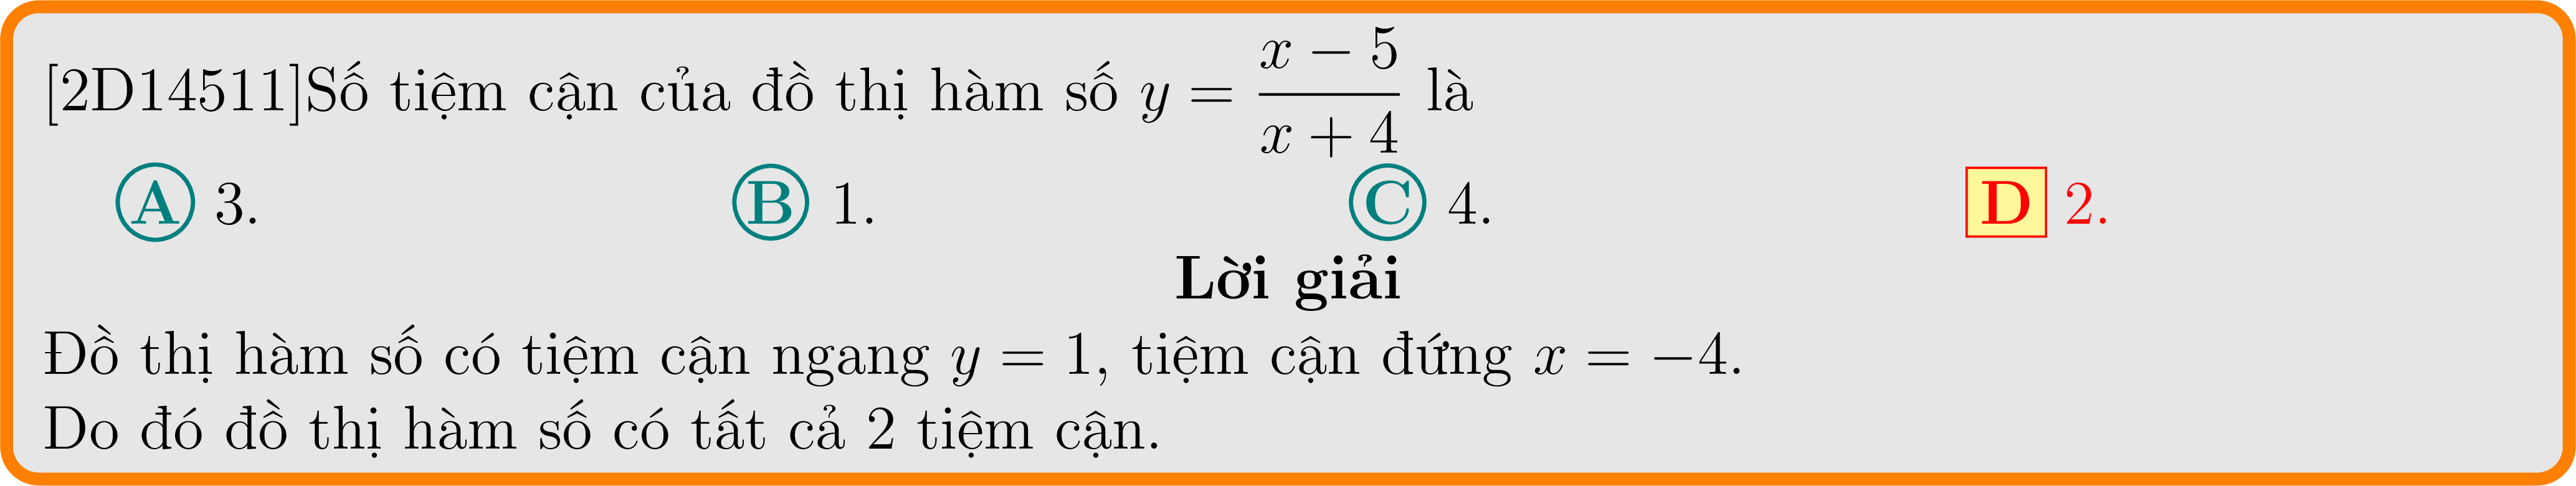 [2D14511]Số tiệm cận của đồ thị hàm số $y = \dfrac{x-5}{x+4}$ là
A 3. B 1. C 4. D 2.
Lời giải
Đồ thị hàm số có tiệm cận ngang $y = 1$, tiệm cận đứng $x = -4$.
Do đó đồ thị hàm số có tất cả 2 tiệm cận.